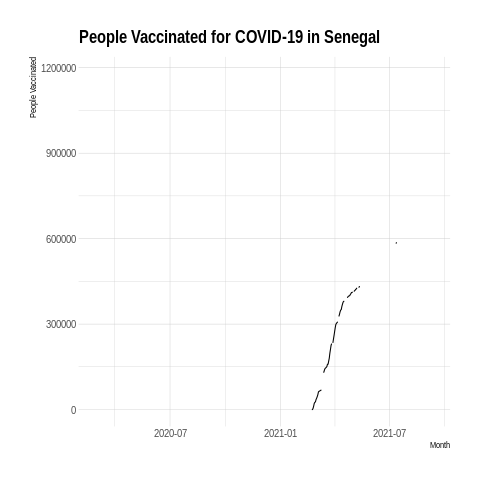 People Vaccinated for COVID-19 in Senegal
People Vaccinated
1200000
900000
600000
300000
0
2020-07
2021-01
2021-07
Month